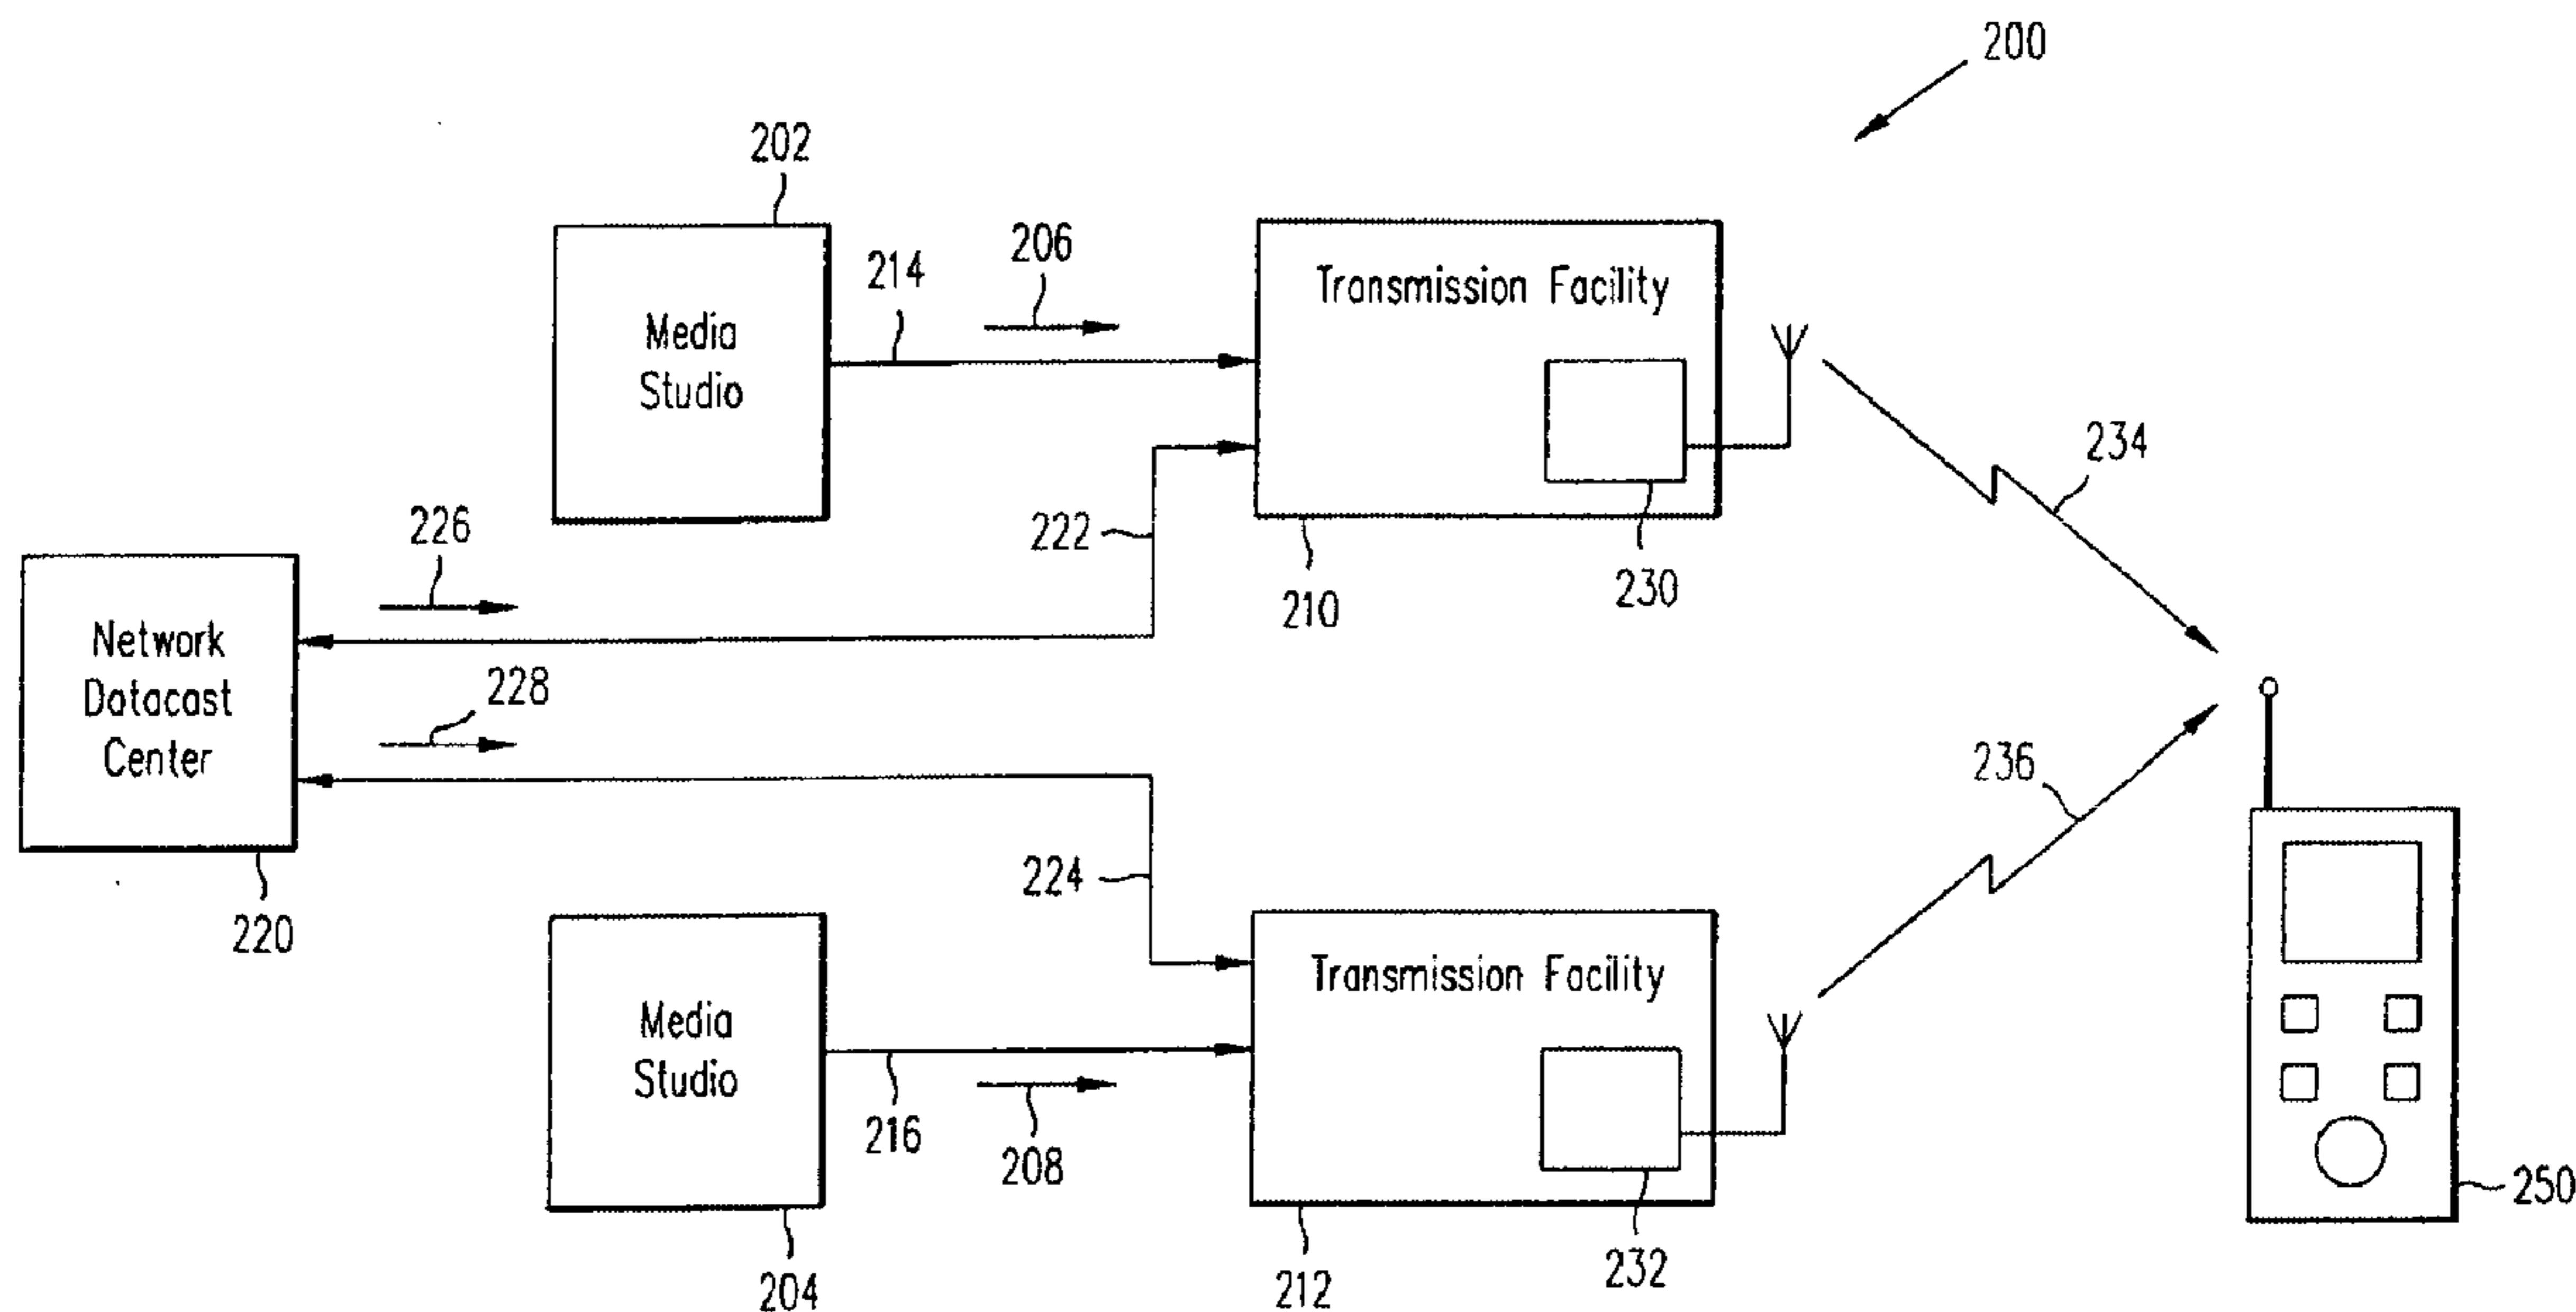 200
202
206
214
Transmission Facility
Media
Studio
234
226
222
230
210
Network
Datacast
Center
228
236
224
220
Transmission Facility
Media
Studio
216
208
250
232
204
212